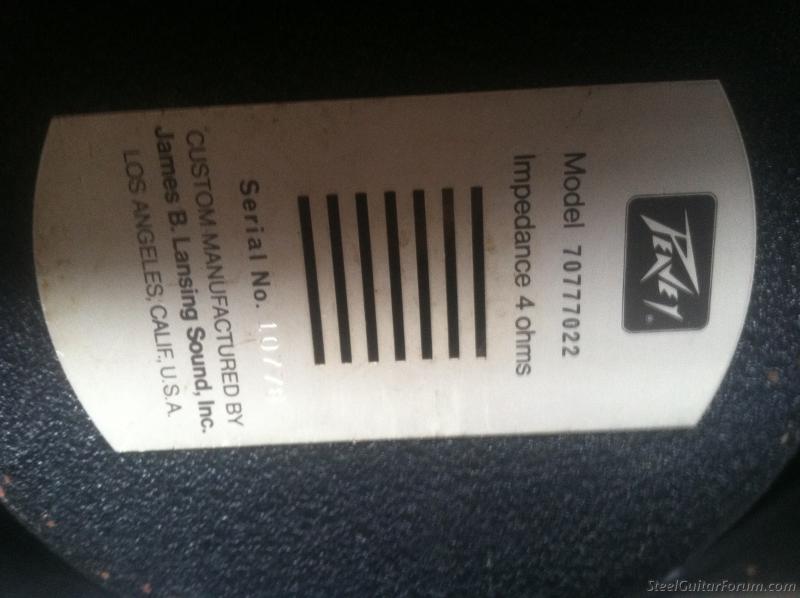 PEAVEY®
Model 70777022
Impedance 4 ohms
Serial No. 10778
CUSTOM MANUFACTURED BY
James B. Lansing Sound, Inc.
LOS ANGELES, CALIF., U.S.A.
SteelGuitarForum.com